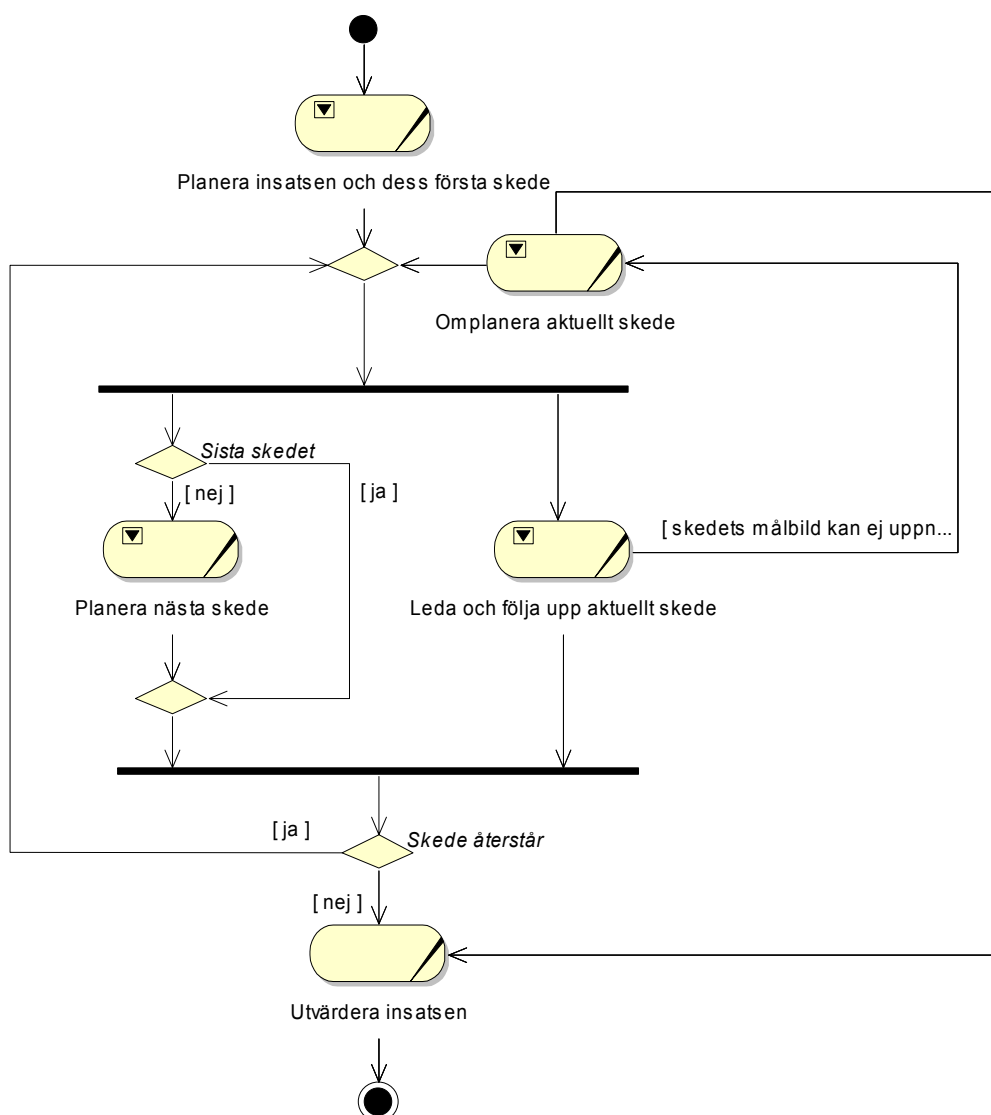 Planera insatsen och dess första skede
Omplanera aktuellt skede
Sista skedet
[ nej ]
[ ja ]
[ skedets målbild kan ej uppn...
Planera nästa skede
Leda och följa upp aktuellt skede
[ ja ]
Skede återstår
[ nej ]
Utvärdera insatsen